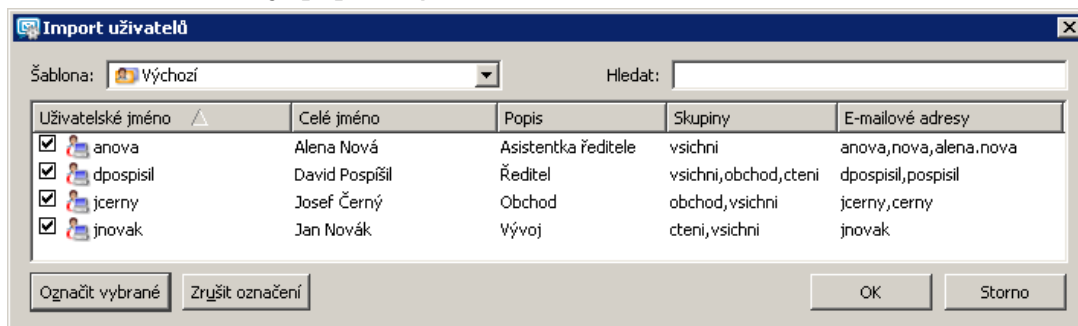 Import uživatelů
Šablona: Výchozí Hledat:
Uživatelské jméno Celé jméno Popis Skupiny E-mailové adresy
anova Alena Nová Asistentka ředitele vsichni anova,nova,alena.nova
dpospisil David Pospíšil Ředitel vsichni,obchod,cteni dpospisil,pospisil
jcerny Josef Černý Obchod obchod,vsichni jcerny,cerny
jnovak Jan Novák Vývoj cteni,vsichni jnovak
Označit vybrané Zrušit označení OK Storno